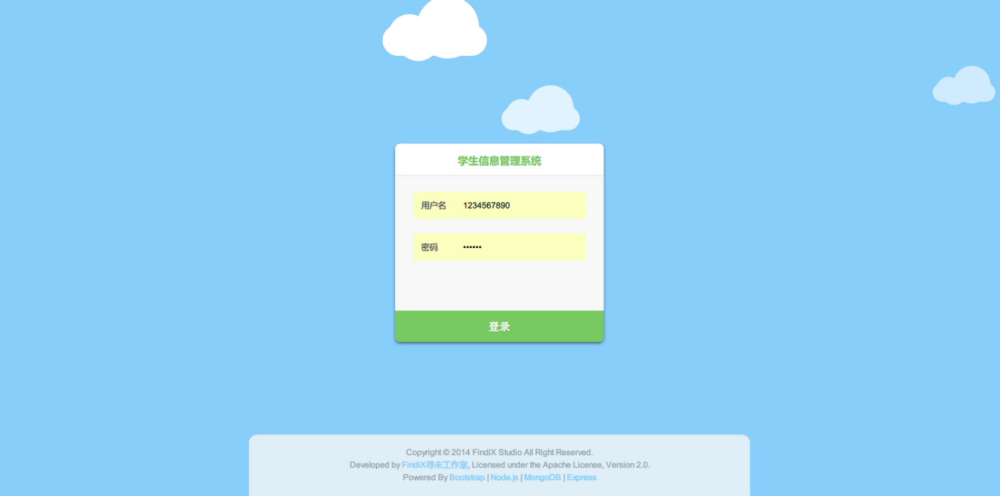 学生信息管理系统
用户名 1234567890
密码 ••••••
登录
Copyright © 2014 FindiX Studio All Right Reserved.
Developed by FindiX寻未工作室, Licensed under the Apache License, Version 2.0.
Powered By Bootstrap | Node.js | MongoDB | Express